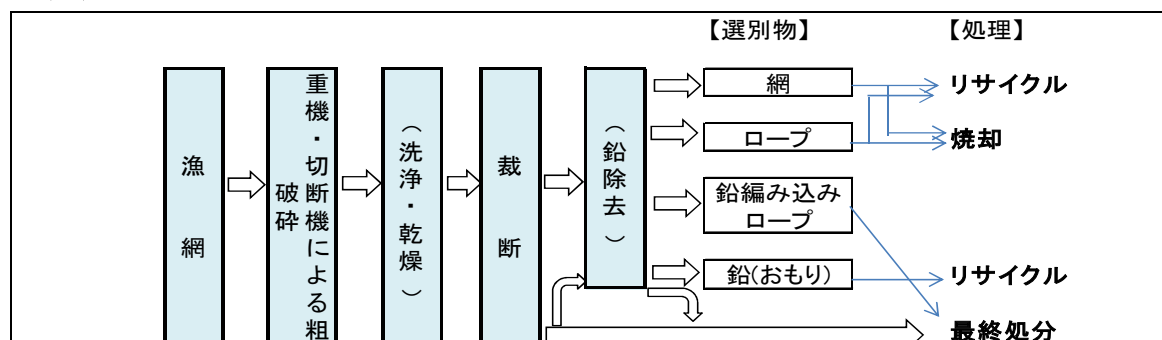 【選別物】
【処理】
漁網
重機・切断機による粗
破砕
（洗浄・乾燥）
裁断
（鉛除去）
網
リサイクル
ロープ
焼却
鉛編み込み
ロープ
鉛(おもり)
リサイクル
最終処分